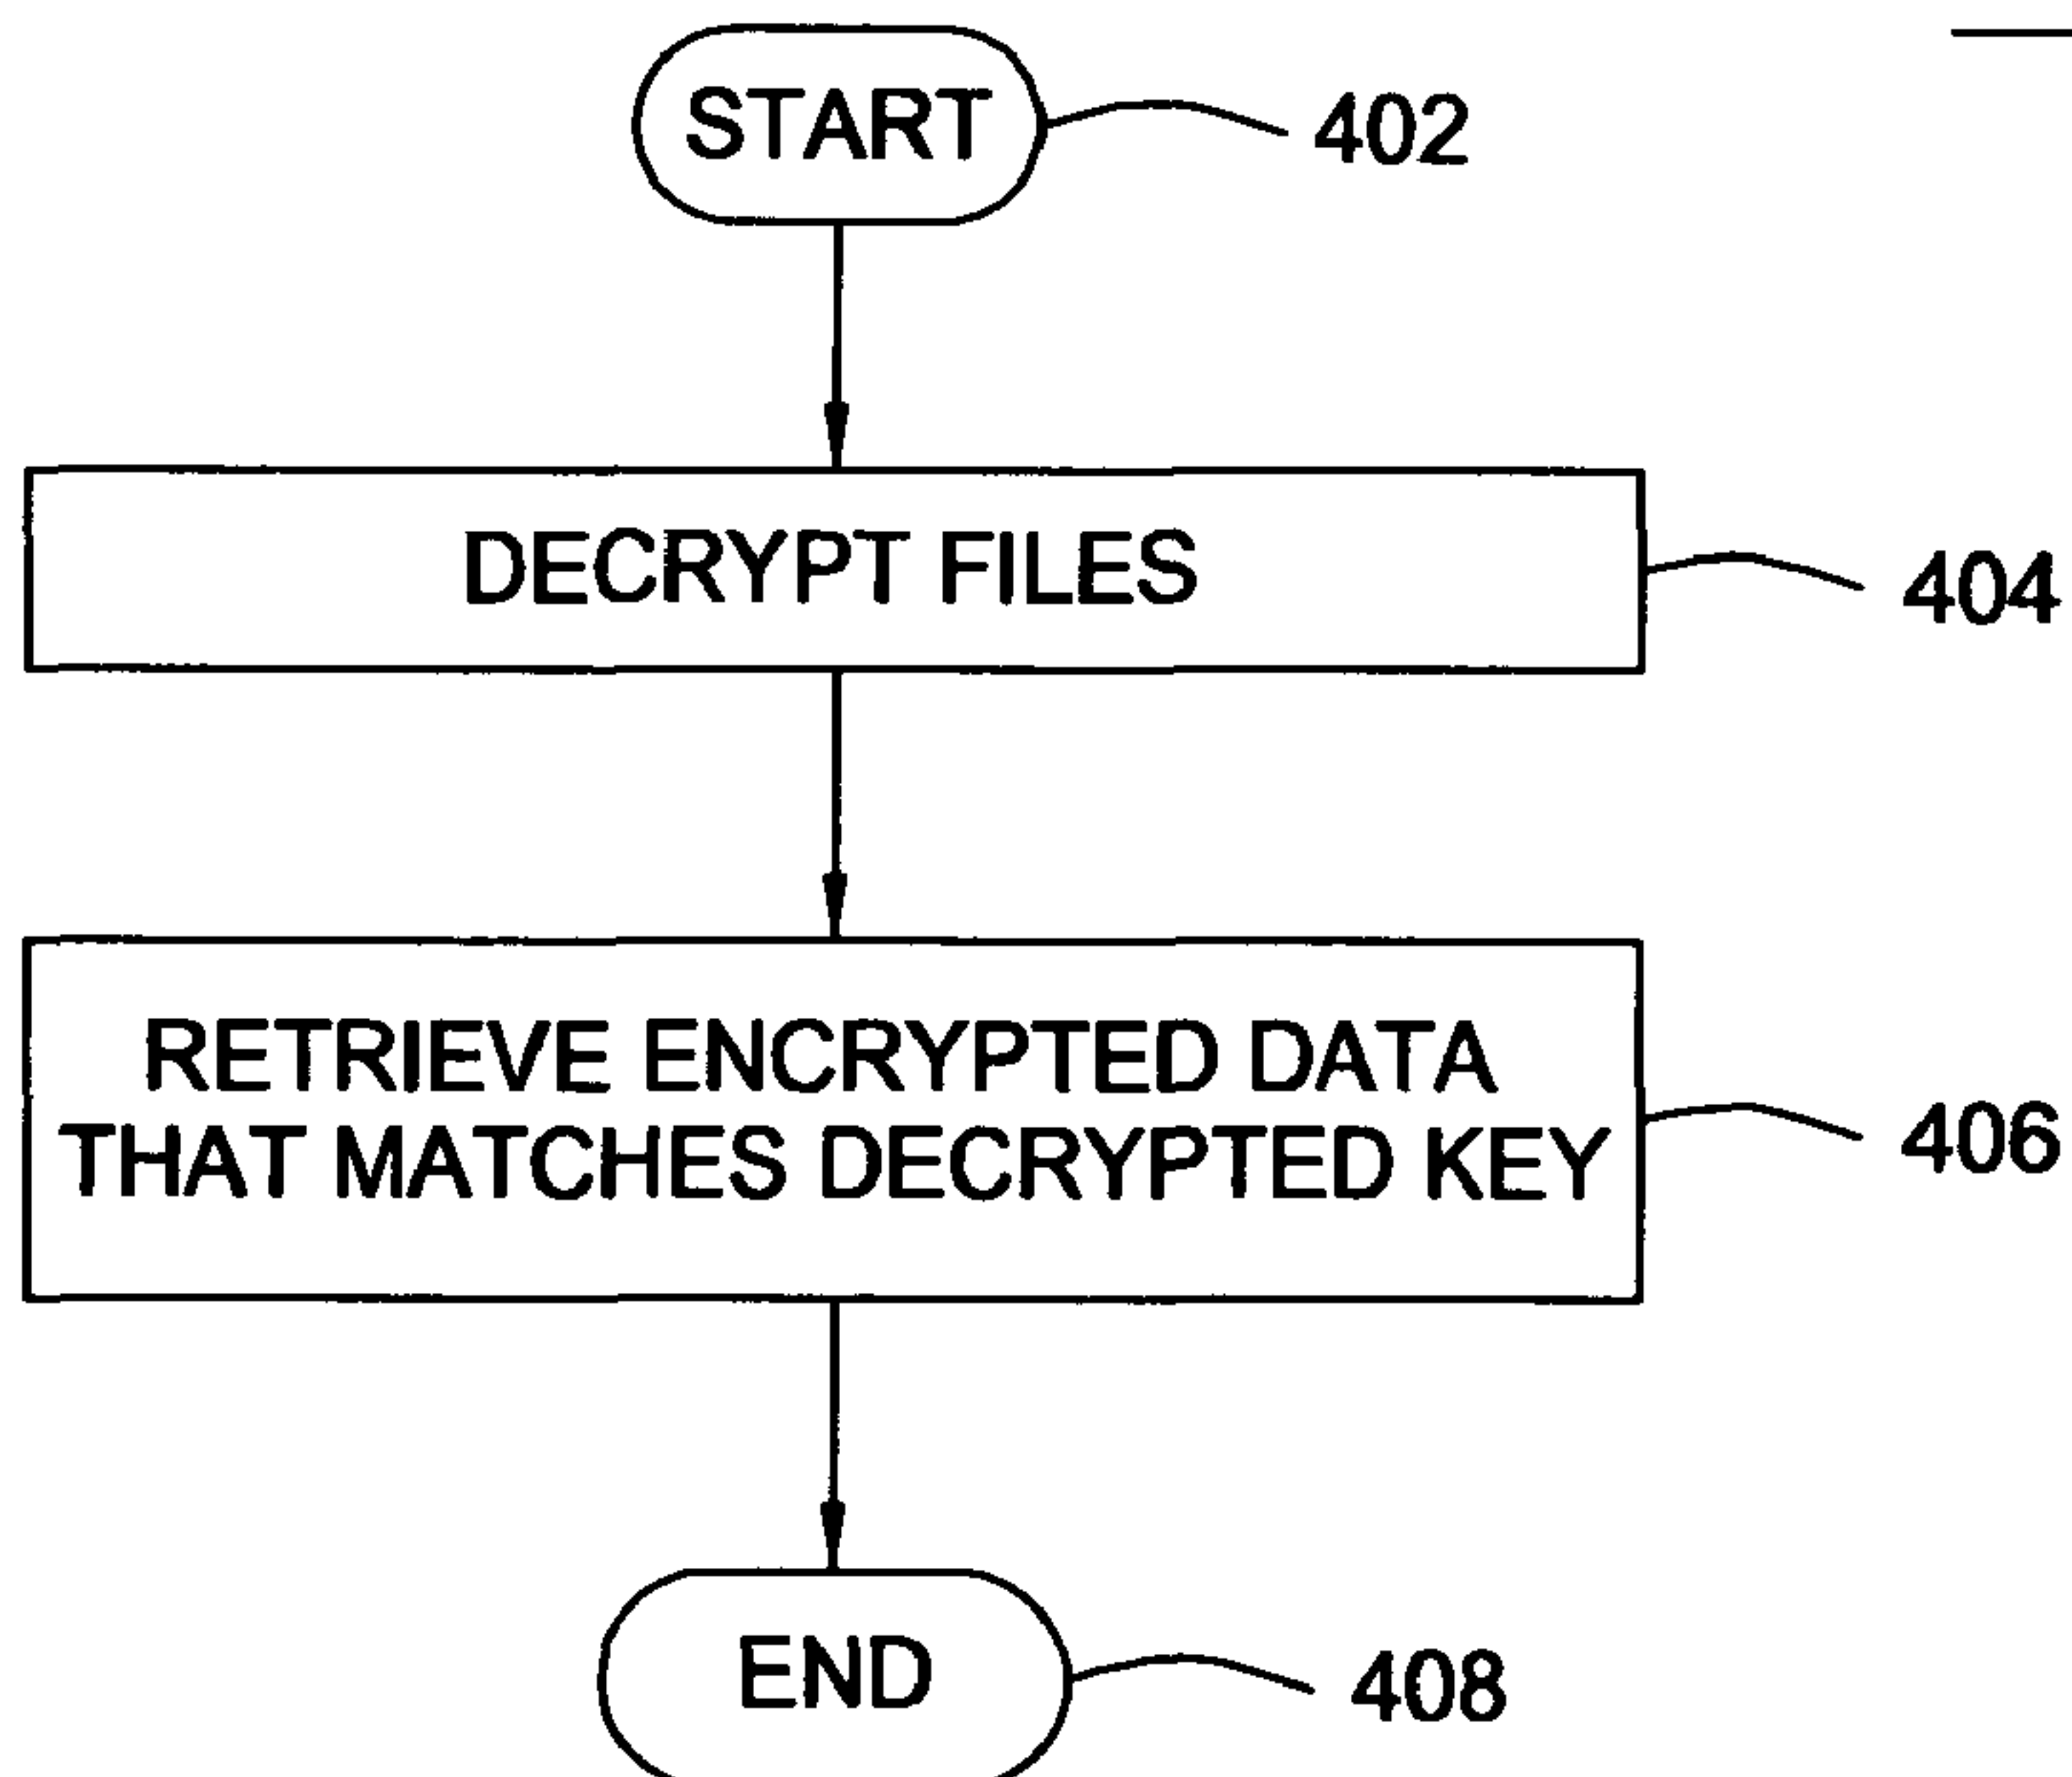 START
402
DECRYPT FILES
404
RETRIEVE ENCRYPTED DATA
THAT MATCHES DECRYPTED KEY
406
END
408